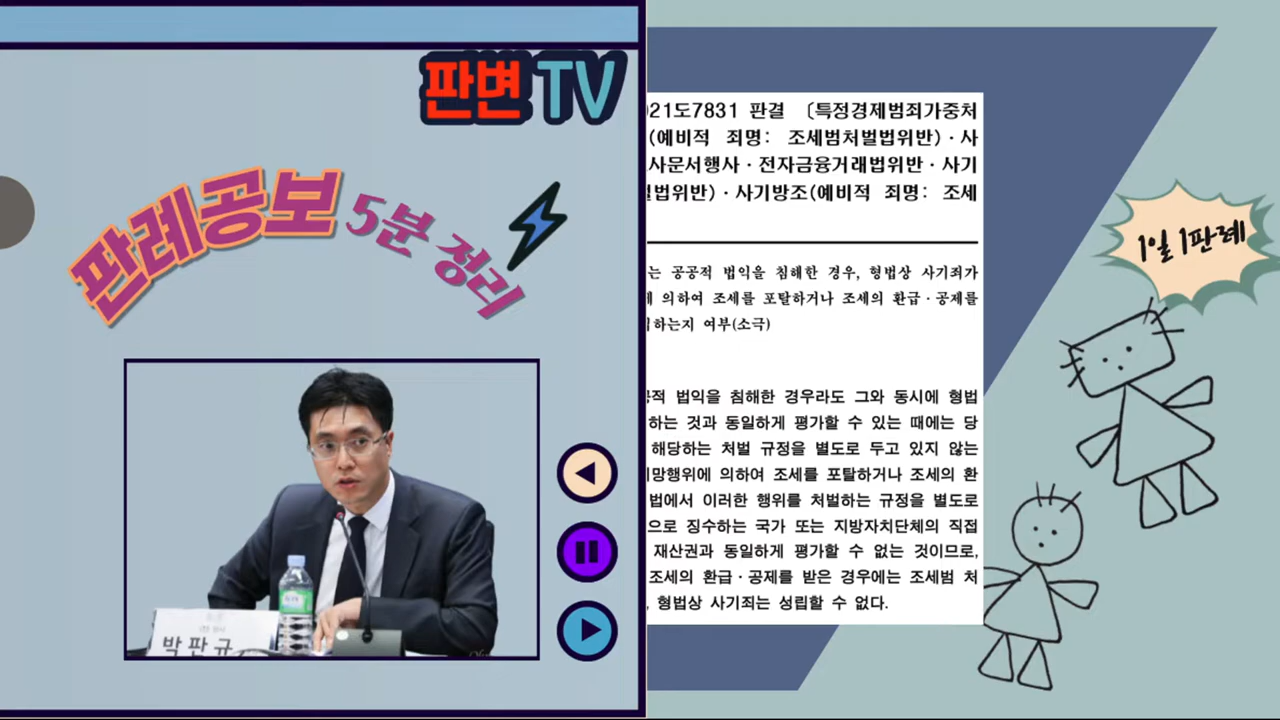 판변 TV
판례공보 5분 정리
박판규
021도7831 판결 〔특정경제범죄가중처
(예비적 죄명: 조세범처벌법위반)·사
사문서행사·전자금융거래법위반·사기
벌법위반)·사기방조(예비적 죄명: 조세
는 공공적 법익을 침해한 경우, 형법상 사기죄가
의하여 조세를 포탈하거나 조세의 환급·공제를
하는지 여부(소극)
공적 법익을 침해한 경우라도 그와 동시에 형법
하는 것과 동일하게 평가할 수 있는 때에는 당
해당하는 처벌 규정을 별도로 두고 있지 않는
기망행위에 의하여 조세를 포탈하거나 조세의 환
법에서 이러한 행위를 처벌하는 규정을 별도로
으로 징수하는 국가 또는 지방자치단체의 직접
재산권과 동일하게 평가할 수 없는 것이므로,
조세의 환급·공제를 받은 경우에는 조세범 처
, 형법상 사기죄는 성립할 수 없다.
1일 1판례